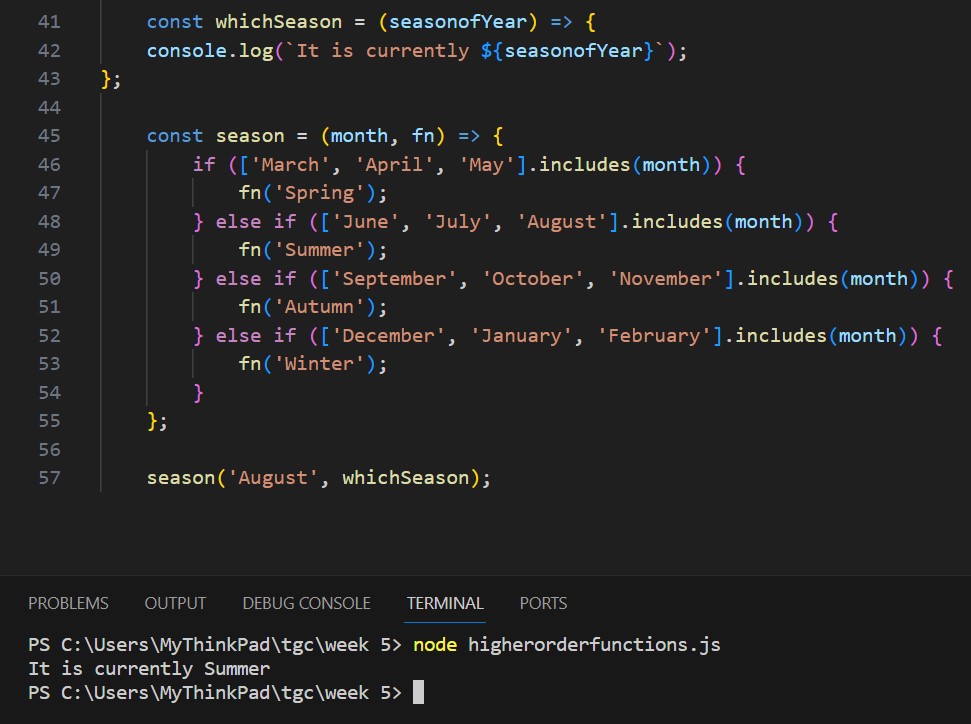 41 const whichSeason = (seasonofYear) => {
42 console.log(`It is currently ${seasonofYear}`);
43 };
44
45 const season = (month, fn) => {
46 if (['March', 'April', 'May'].includes(month)) {
47 fn('Spring');
48 } else if (['June', 'July', 'August'].includes(month)) {
49 fn('Summer');
50 } else if (['September', 'October', 'November'].includes(month)) {
51 fn('Autumn');
52 } else if (['December', 'January', 'February'].includes(month)) {
53 fn('Winter');
54 }
55 };
56
57 season('August', whichSeason);
PROBLEMS OUTPUT DEBUG CONSOLE TERMINAL PORTS
PS C:\Users\MyThinkPad\tgc\week 5> node higherorderfunctions.js
It is currently Summer
PS C:\Users\MyThinkPad\tgc\week 5>